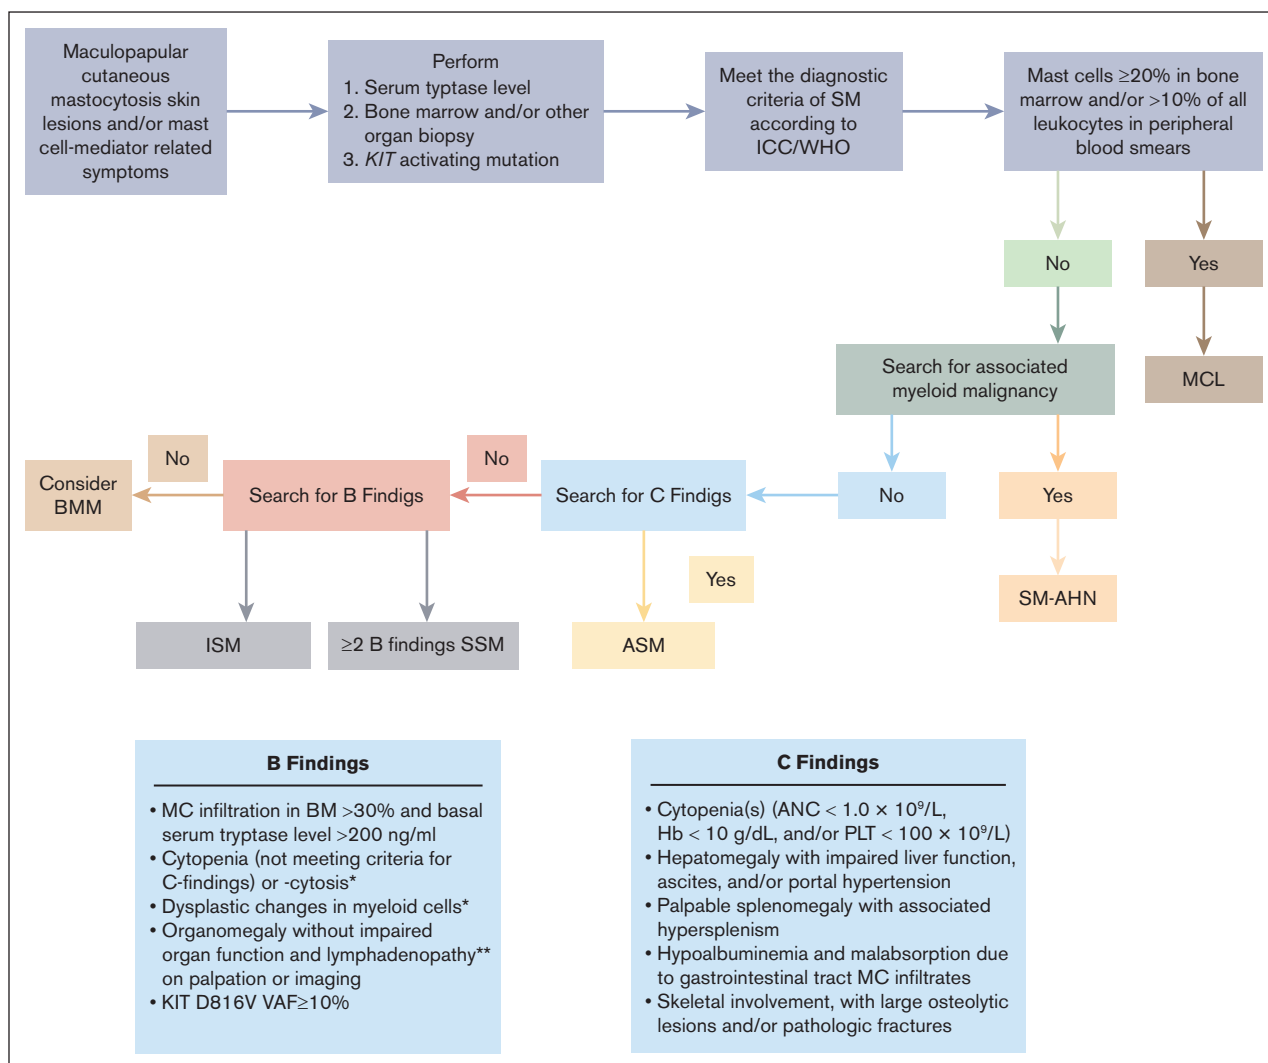 Maculopapular
cutaneous
mastocytosis skin
lesions and/or mast
cell-mediator related
symptoms
Perform
1. Serum typtase level
2. Bone marrow and/or other
organ biopsy
3. KIT activating mutation
Meet the diagnostic
criteria of SM
according to
ICC/WHO
Mast cells ≥20% in bone
marrow and/or >10% of all
leukocytes in peripheral
blood smears
No
Yes
Search for associated
myeloid malignancy
MCL
No
No
Consider
BMM
Search for B Findigs
Search for C Findigs
No
Yes
Yes
SM-AHN
ISM
≥2 B findings SSM
ASM
B Findings
• MC infiltration in BM >30% and basal
serum tryptase level >200 ng/ml
• Cytopenia (not meeting criteria for
C-findings) or -cytosis*
• Dysplastic changes in myeloid cells*
• Organomegaly without impaired
organ function and lymphadenopathy**
on palpation or imaging
• KIT D816V VAF≥10%
C Findings
• Cytopenia(s) (ANC < 1.0 × 10⁹/L,
Hb < 10 g/dL, and/or PLT < 100 × 10⁹/L)
• Hepatomegaly with impaired liver function,
ascites, and/or portal hypertension
• Palpable splenomegaly with associated
hypersplenism
• Hypoalbuminemia and malabsorption due
to gastrointestinal tract MC infiltrates
• Skeletal involvement, with large osteolytic
lesions and/or pathologic fractures